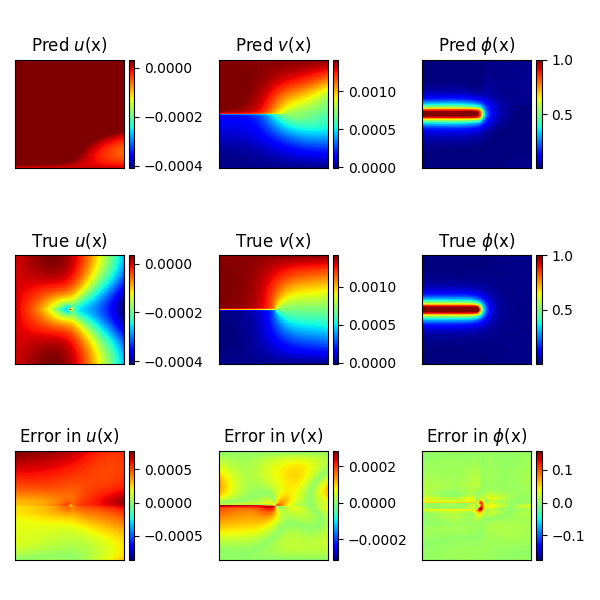 Pred u(x)
0.0000
−0.0002
−0.0004
Pred v(x)
0.0010
0.0005
0.0000
Pred ϕ(x)
1.0
0.5
True u(x)
0.0000
−0.0002
−0.0004
True v(x)
0.0010
0.0005
0.0000
True ϕ(x)
1.0
0.5
Error in u(x)
0.0005
0.0000
−0.0005
Error in v(x)
0.0002
0.0000
−0.0002
Error in ϕ(x)
0.1
0.0
−0.1